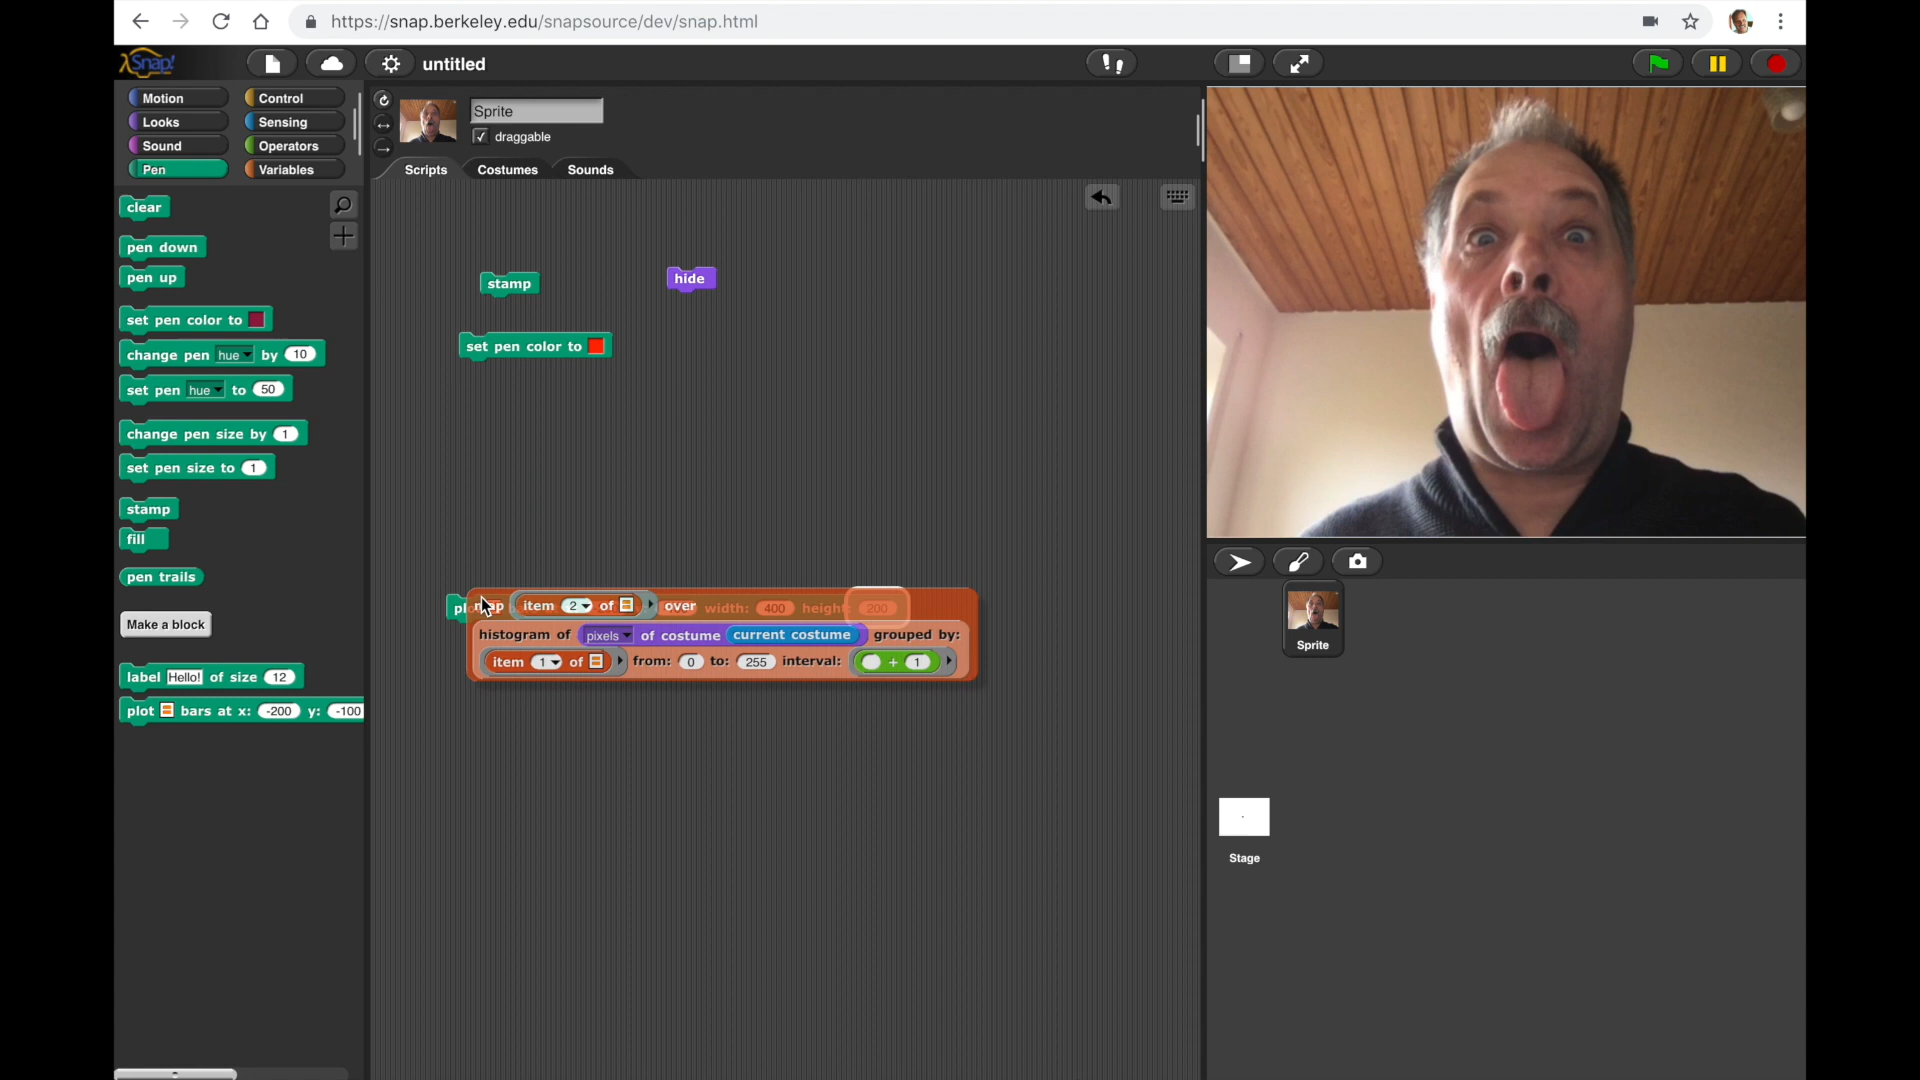 https://snap.berkeley.edu/snapsource/dev/snap.html
Snap!
untitled
Motion
Control
Looks
Sensing
Sound
Operators
Pen
Variables
Sprite
draggable
Scripts
Costumes
Sounds
clear
pen down
pen up
set pen color to
change pen hue by 10
set pen hue to 50
change pen size by 1
set pen size to 1
stamp
fill
pen trails
Make a block
label Hello! of size 12
plot bars at x: -200 y: -100
stamp
hide
set pen color to
map item 2 of over width: 400 height: 200
histogram of pixels of costume current costume grouped by:
item 1 of from: 0 to: 255 interval: + 1
Sprite
Stage